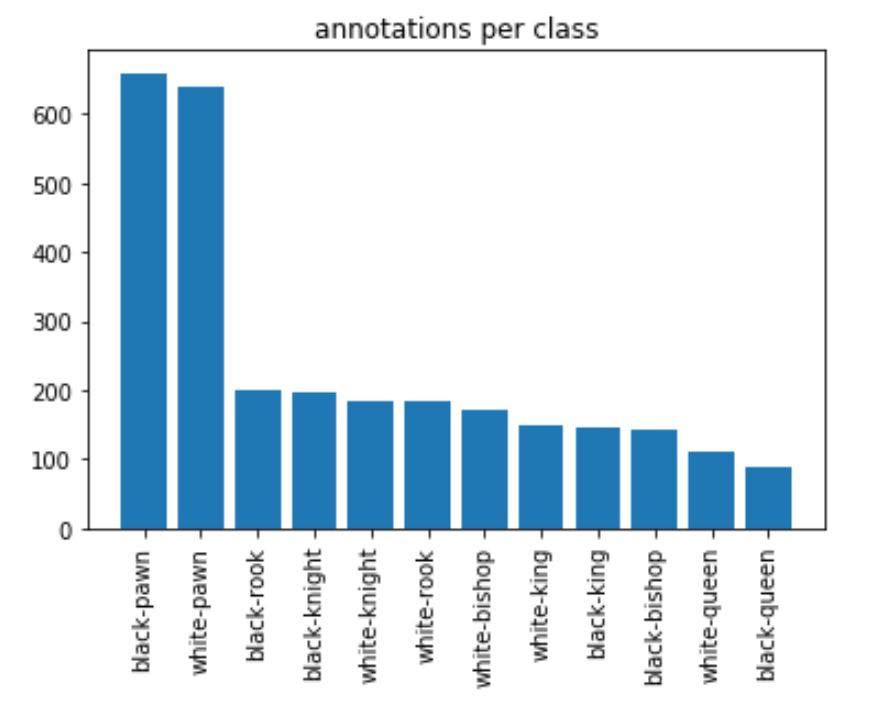 annotations per class
600
500
400
300
200
100
0
black-pawn
white-pawn
black-rook
black-knight
white-knight
white-rook
white-bishop
white-king
black-king
black-bishop
white-queen
black-queen